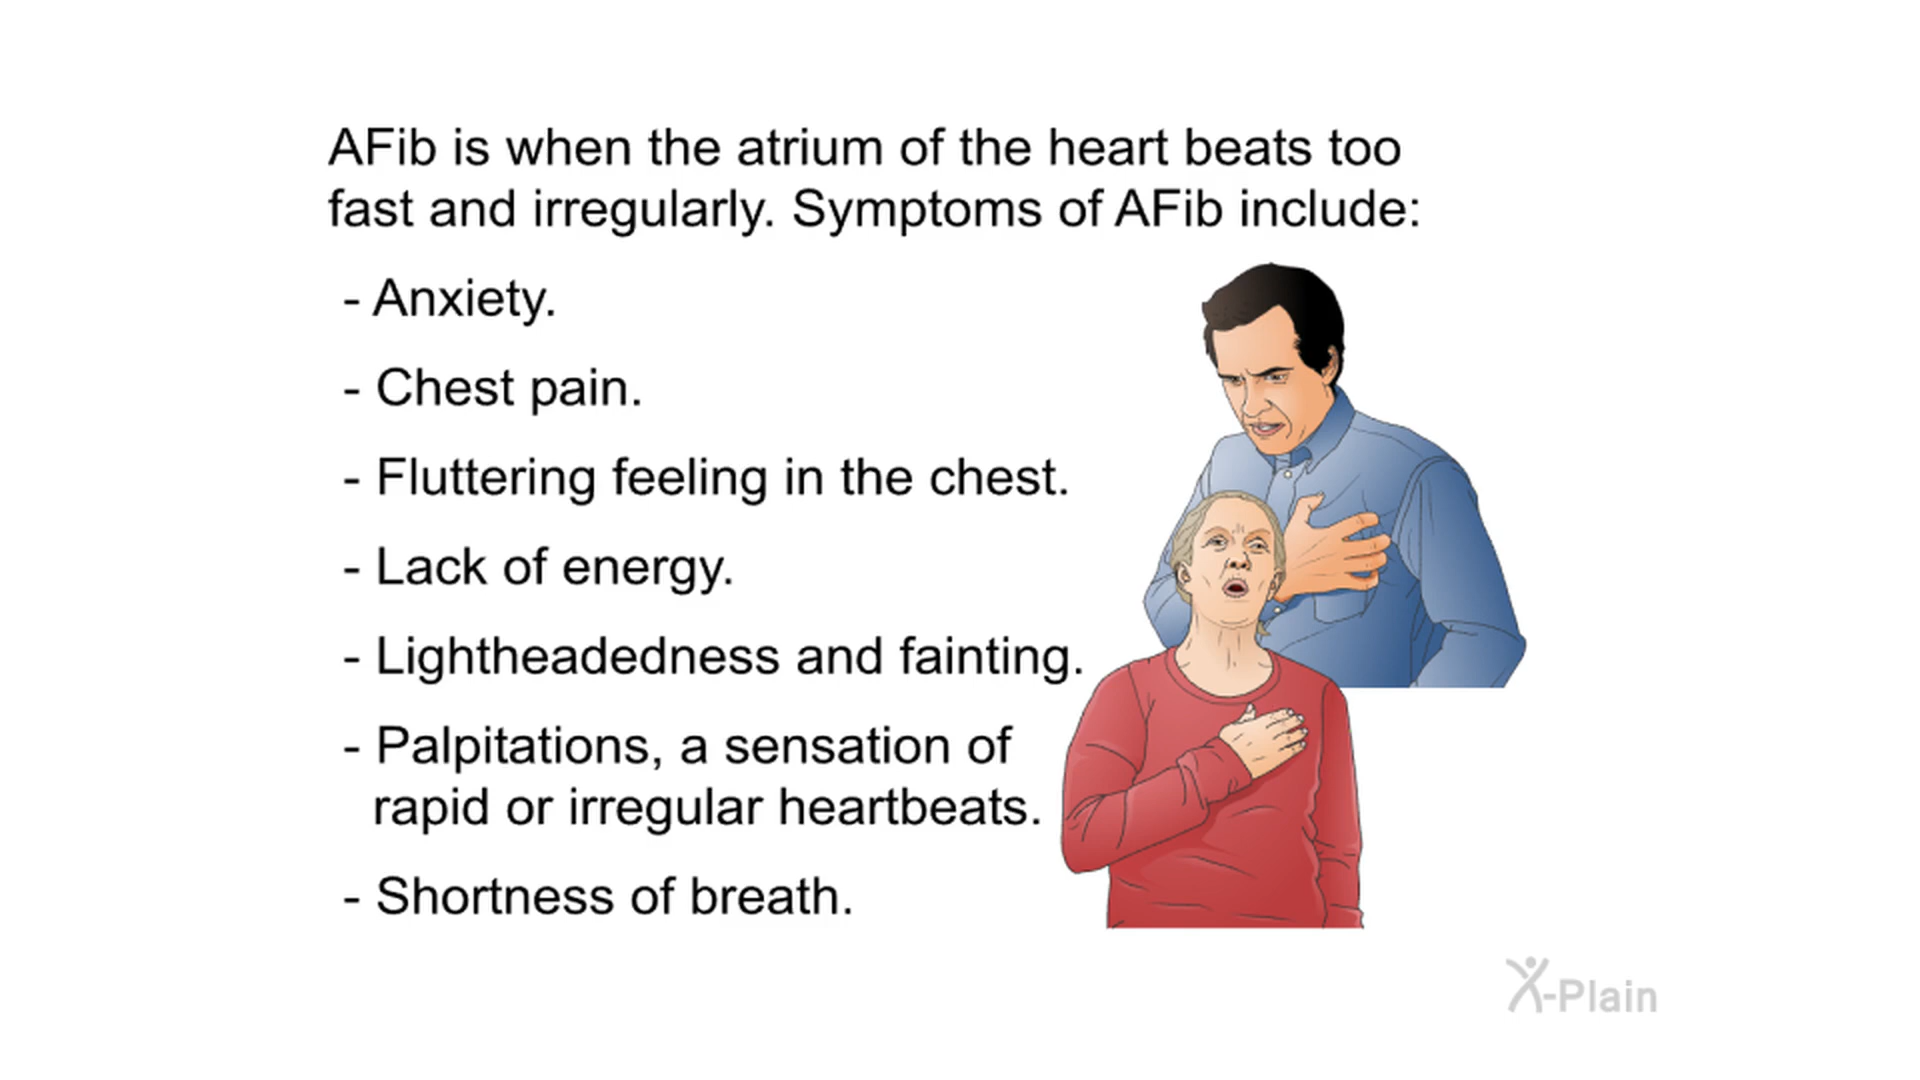 AFib is when the atrium of the heart beats too
fast and irregularly. Symptoms of AFib include:
- Anxiety.
- Chest pain.
- Fluttering feeling in the chest.
- Lack of energy.
- Lightheadedness and fainting.
- Palpitations, a sensation of
rapid or irregular heartbeats.
- Shortness of breath.
X-Plain